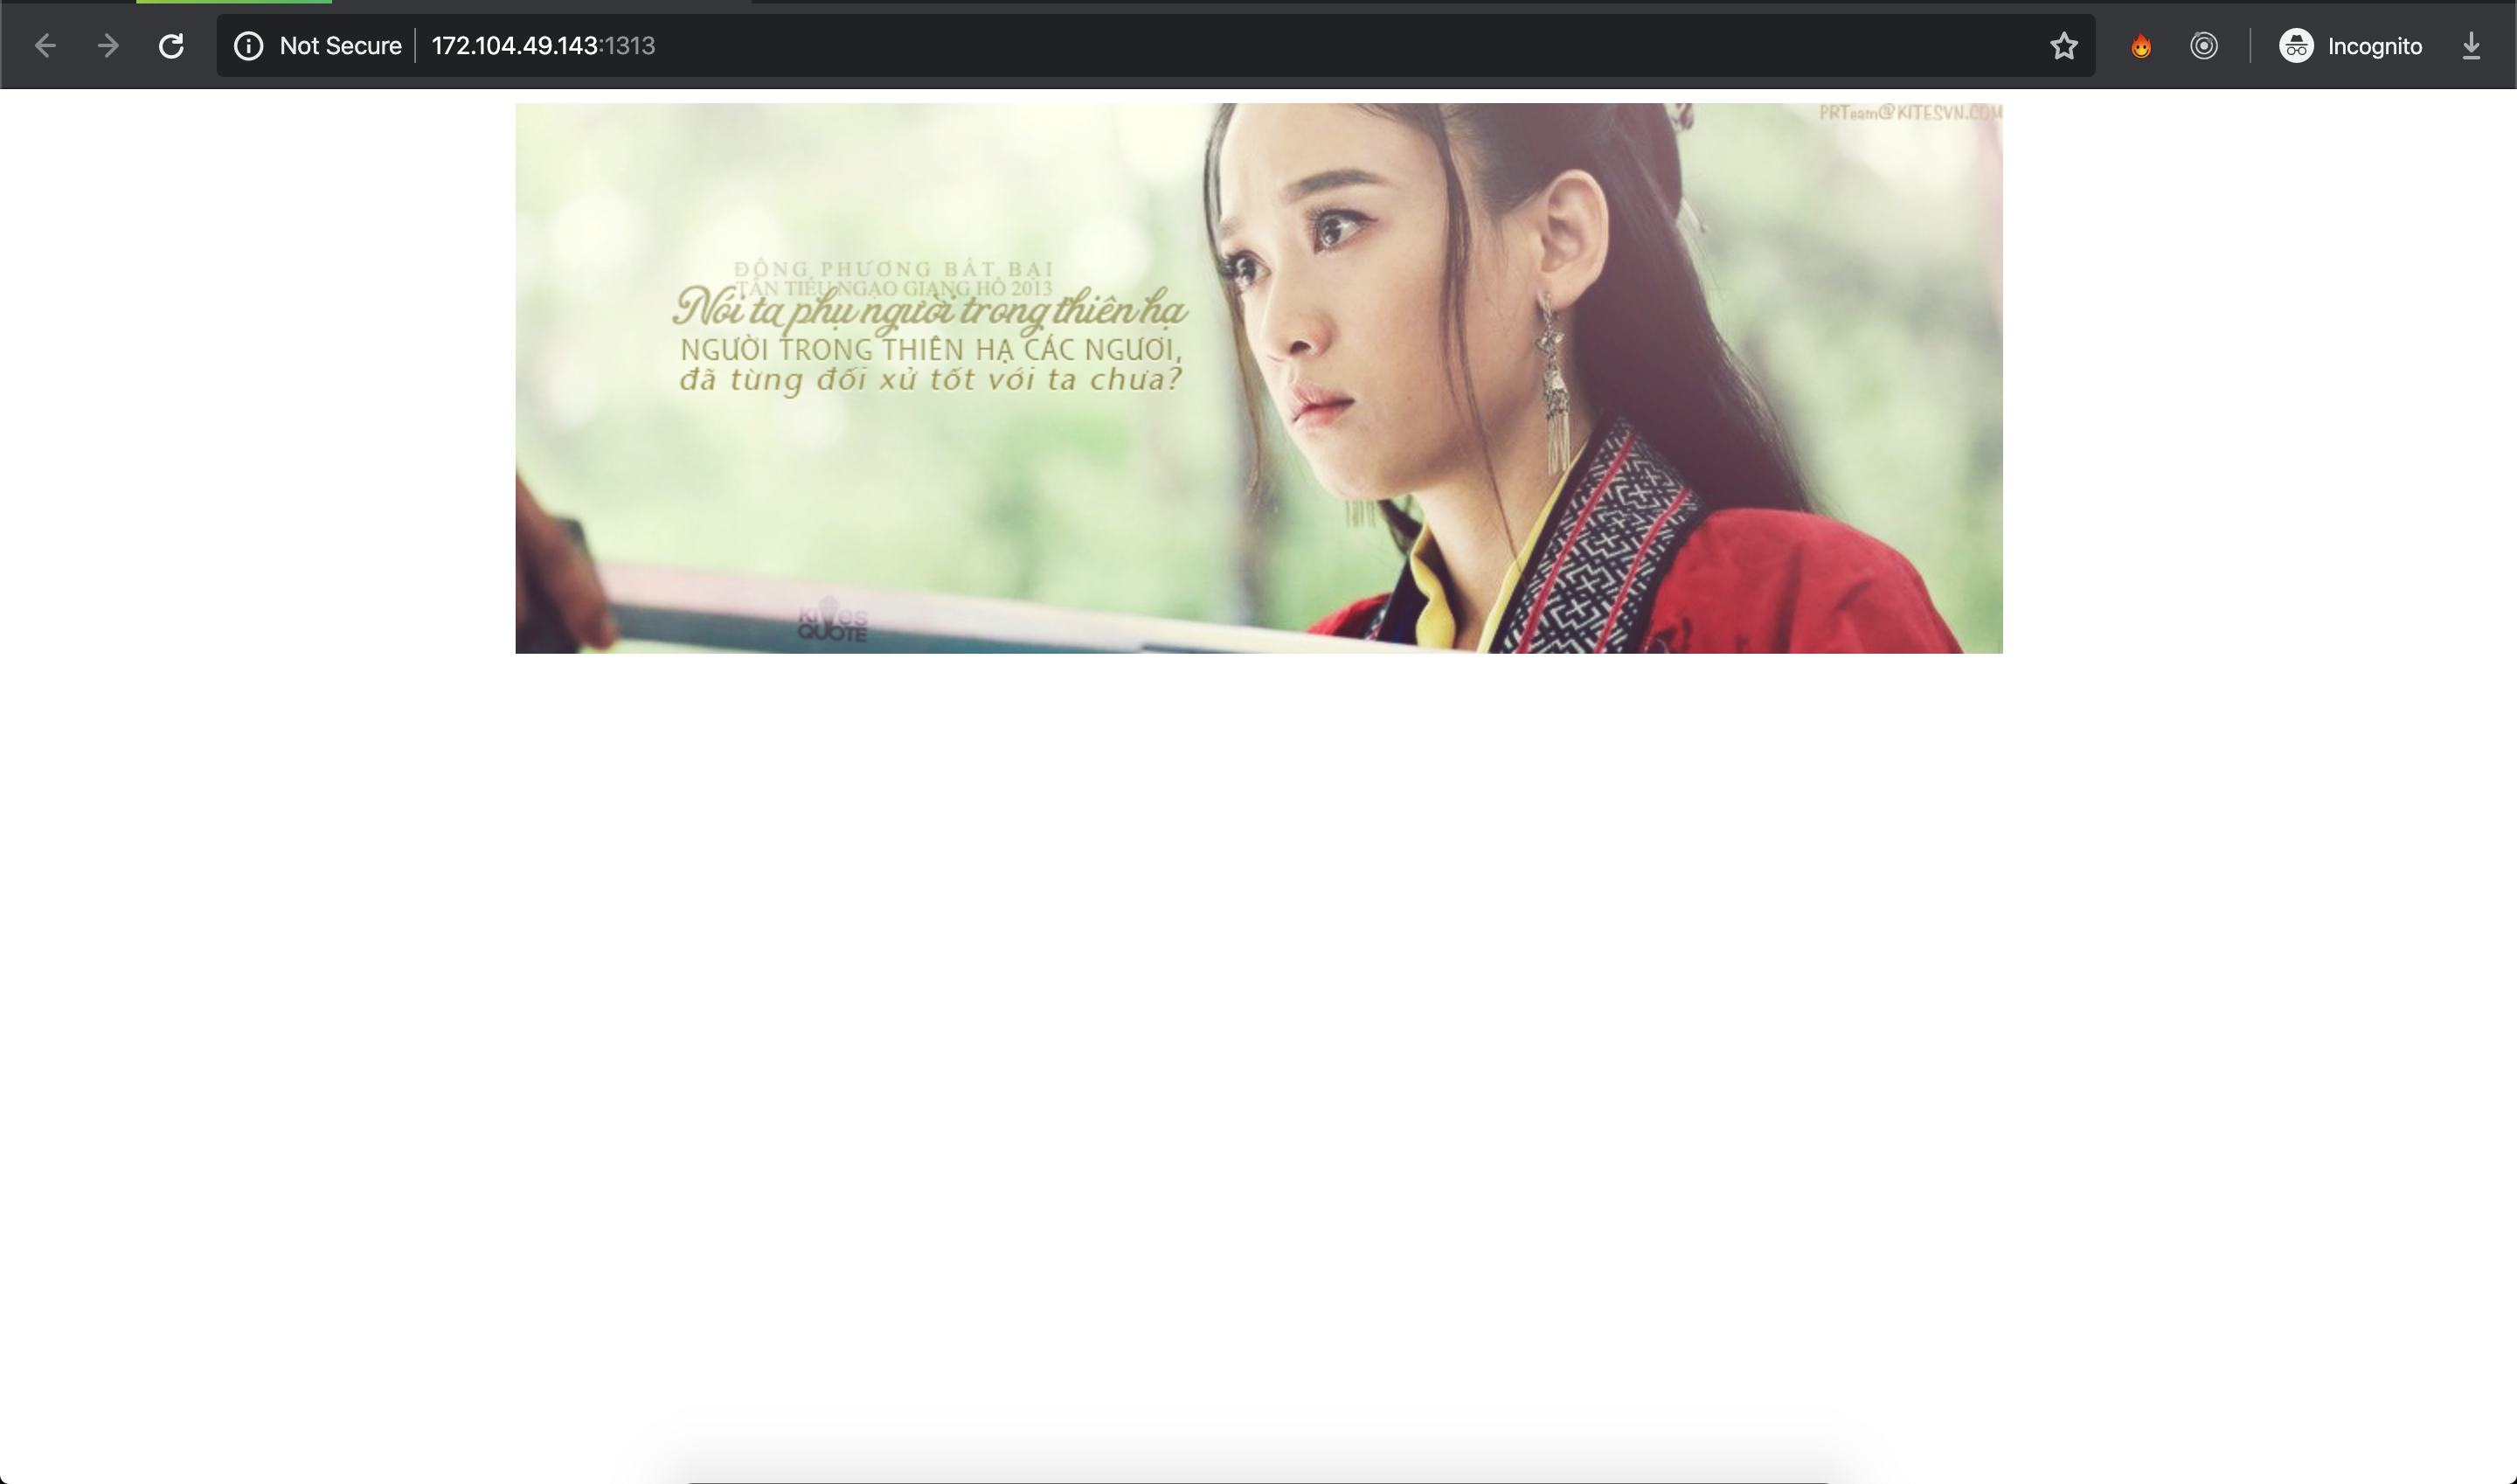 Not Secure 172.104.49.143:1313 Incognito
PRTeam@KITESVN.COM
ĐÔNG PHƯƠNG BẤT BẠI
TÂN TIẾU NGẠO GIANG HỒ 2013
Nói ta phụ người trong thiên hạ
NGƯỜI TRONG THIÊN HẠ CÁC NGƯƠI,
đã từng đối xử tốt với ta chưa?
Kites
QUOTE